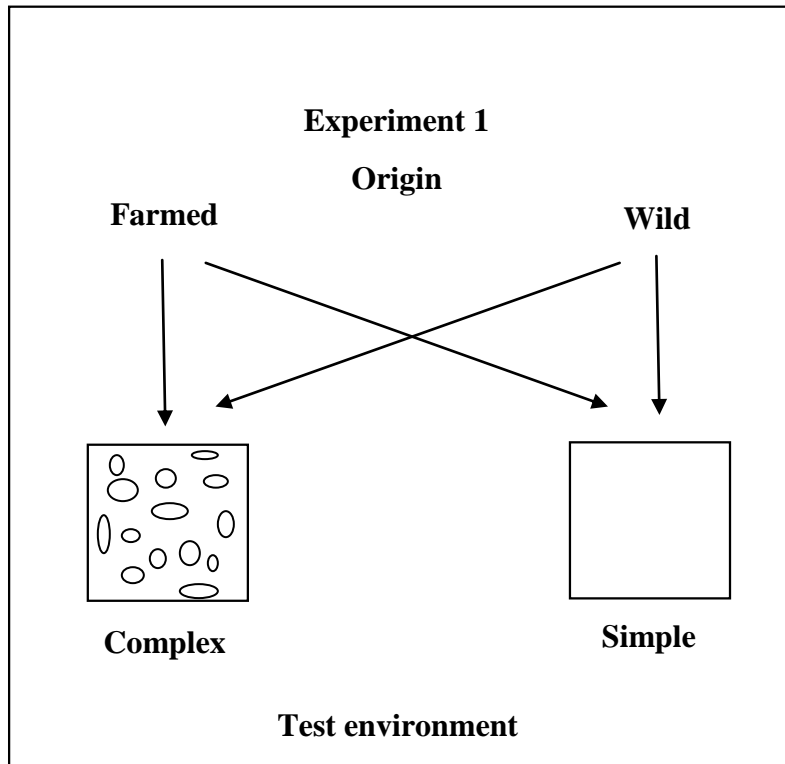 Experiment 1
Origin
Farmed
Wild
Complex
Simple
Test environment